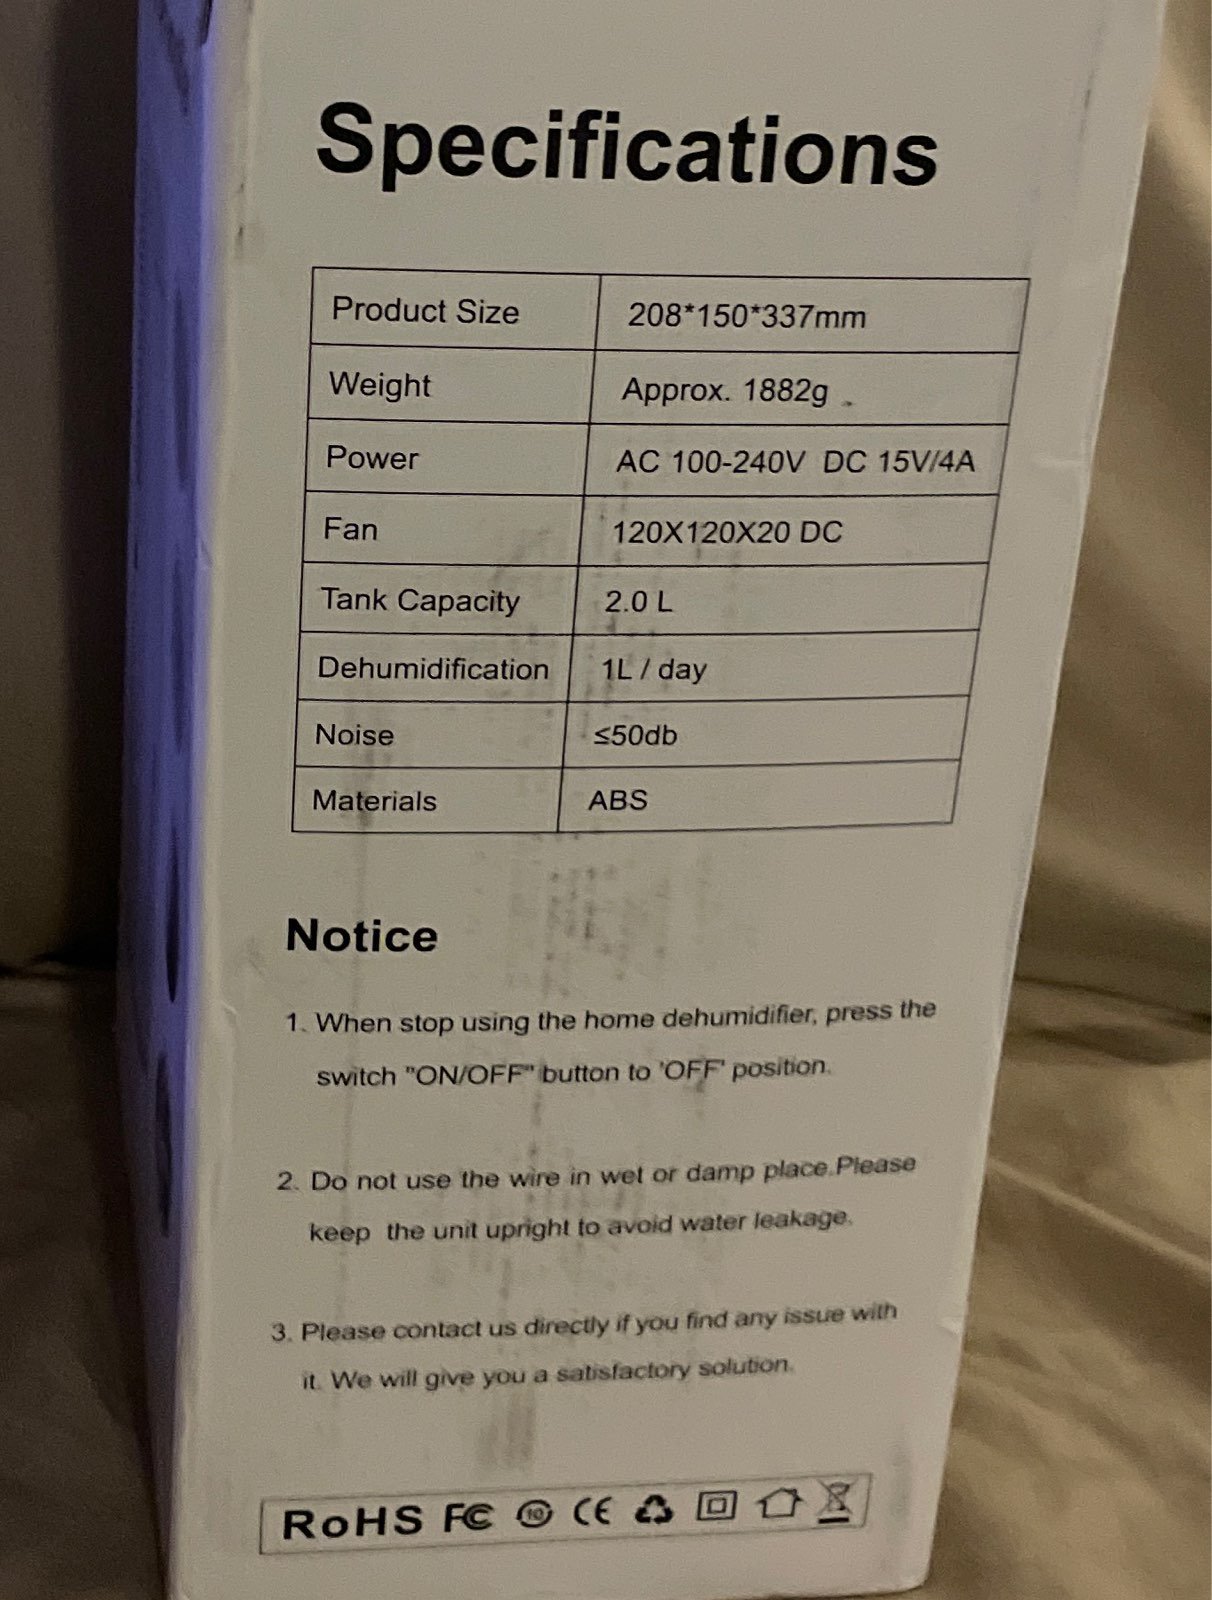 Specifications
Product Size 208*150*337mm
Weight Approx. 1882g
Power AC 100-240V DC 15V/4A
Fan 120X120X20 DC
Tank Capacity 2.0 L
Dehumidification 1L / day
Noise ≤50db
Materials ABS
Notice
1. When stop using the home dehumidifier, press the
switch "ON/OFF" button to 'OFF' position.
2. Do not use the wire in wet or damp place.Please
keep the unit upright to avoid water leakage.
3. Please contact us directly if you find any issue with
it. We will give you a satisfactory solution.
RoHS FC 10 CE